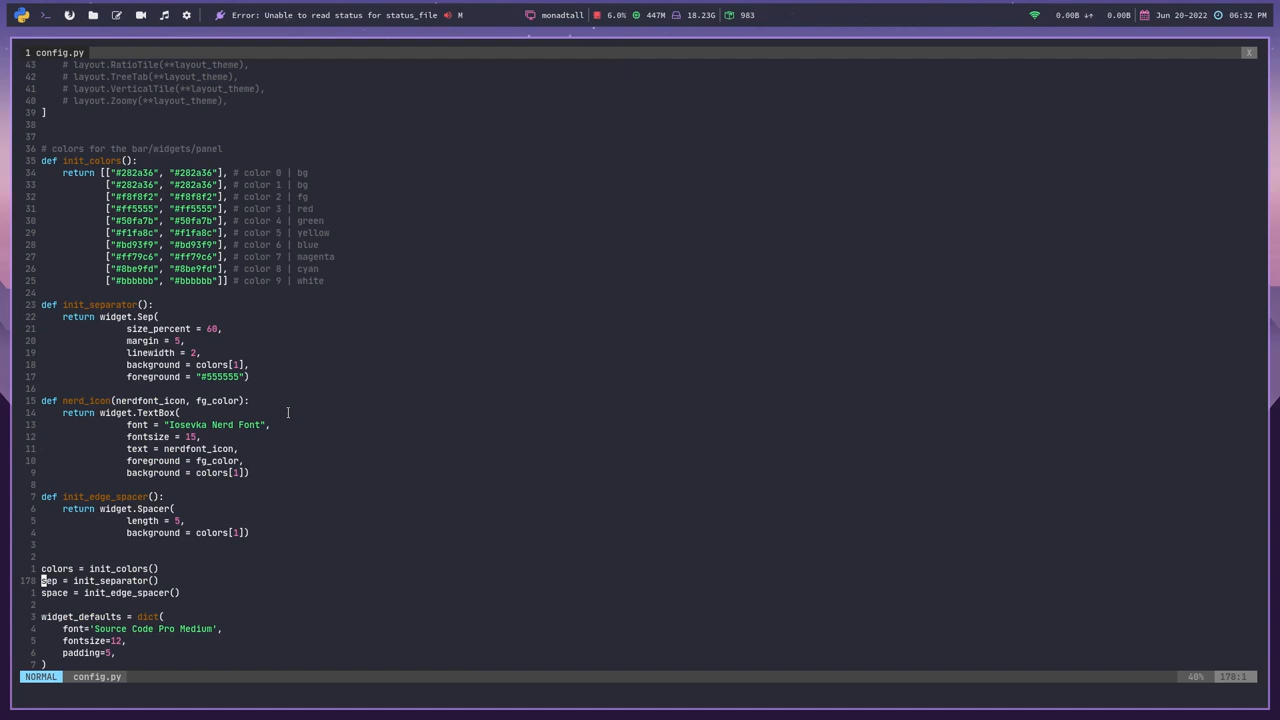 Error: Unable to read status for status_file M monadtall 6.0% 447M 18.23G 983 0.00B ↓↑ 0.00B Jun 20-2022 06:32 PM
1 config.py X
43 # layout.RatioTile(**layout_theme),
42 # layout.TreeTab(**layout_theme),
41 # layout.VerticalTile(**layout_theme),
40 # layout.Zoomy(**layout_theme),
39 ]
38
37
36 # colors for the bar/widgets/panel
35 def init_colors():
34 return [["#282a36", "#282a36"], # color 0 | bg
33 ["#282a36", "#282a36"], # color 1 | bg
32 ["#f8f8f2", "#f8f8f2"], # color 2 | fg
31 ["#ff5555", "#ff5555"], # color 3 | red
30 ["#50fa7b", "#50fa7b"], # color 4 | green
29 ["#f1fa8c", "#f1fa8c"], # color 5 | yellow
28 ["#bd93f9", "#bd93f9"], # color 6 | blue
27 ["#ff79c6", "#ff79c6"], # color 7 | magenta
26 ["#8be9fd", "#8be9fd"], # color 8 | cyan
25 ["#bbbbbb", "#bbbbbb"]] # color 9 | white
24
23 def init_separator():
22 return widget.Sep(
21 size_percent = 60,
20 margin = 5,
19 linewidth = 2,
18 background = colors[1],
17 foreground = "#555555")
16
15 def nerd_icon(nerdfont_icon, fg_color):
14 return widget.TextBox(
13 font = "Iosevka Nerd Font",
12 fontsize = 15,
11 text = nerdfont_icon,
10 foreground = fg_color,
9 background = colors[1])
8
7 def init_edge_spacer():
6 return widget.Spacer(
5 length = 5,
4 background = colors[1])
3
2
1 colors = init_colors()
178 sep = init_separator()
1 space = init_edge_spacer()
2
3 widget_defaults = dict(
4 font='Source Code Pro Medium',
5 fontsize=12,
6 padding=5,
7 )
NORMAL config.py 40% 178:1